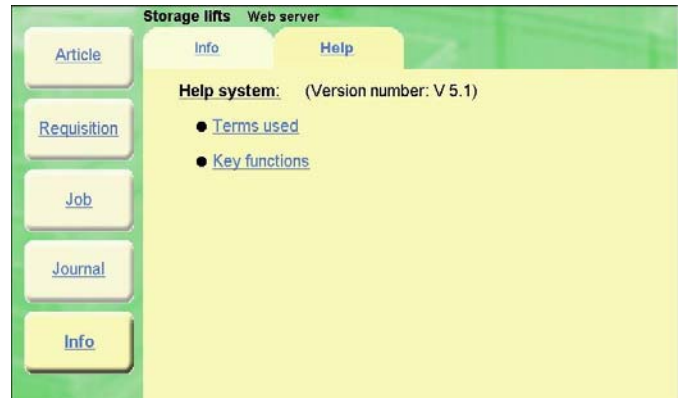 Storage lifts Web server
Info Help
Article
Help system: (Version number: V 5.1)
Requisition
● Terms used
● Key functions
Job
Journal
Info